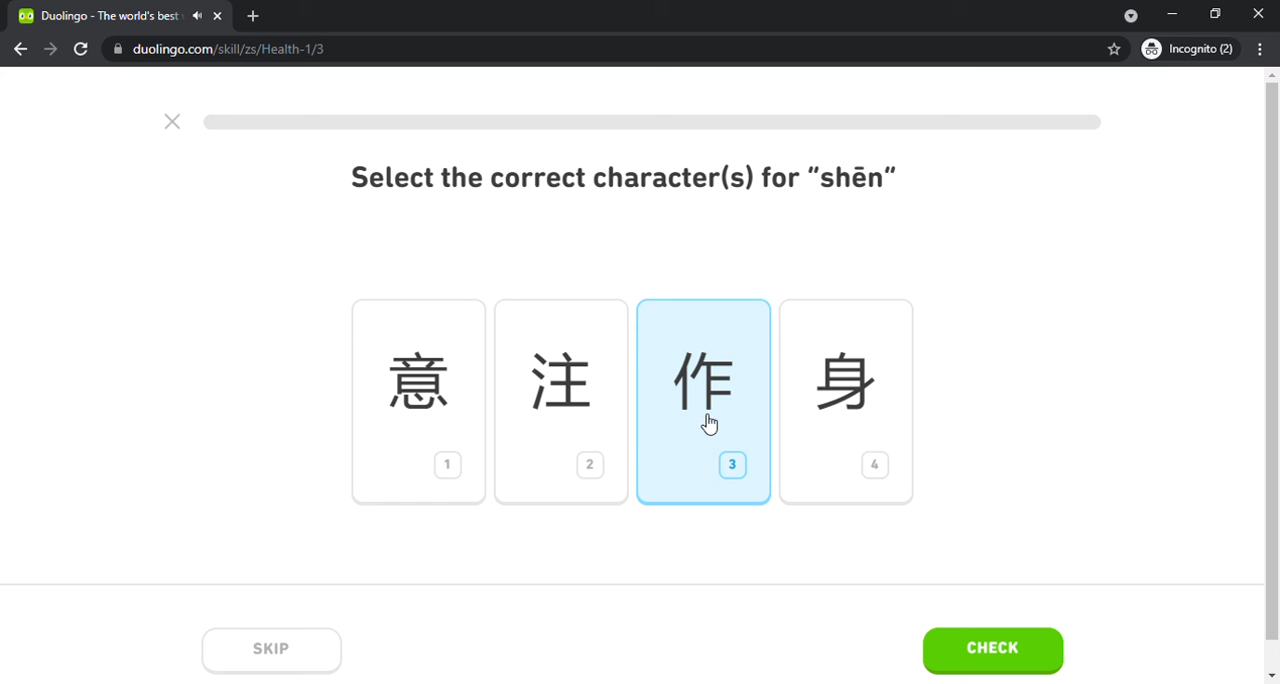 Duolingo - The world's best
duolingo.com/skill/zs/Health-1/3
Incognito (2)
Select the correct character(s) for "shēn"
意 注 作 身
1 2 3 4
SKIP CHECK